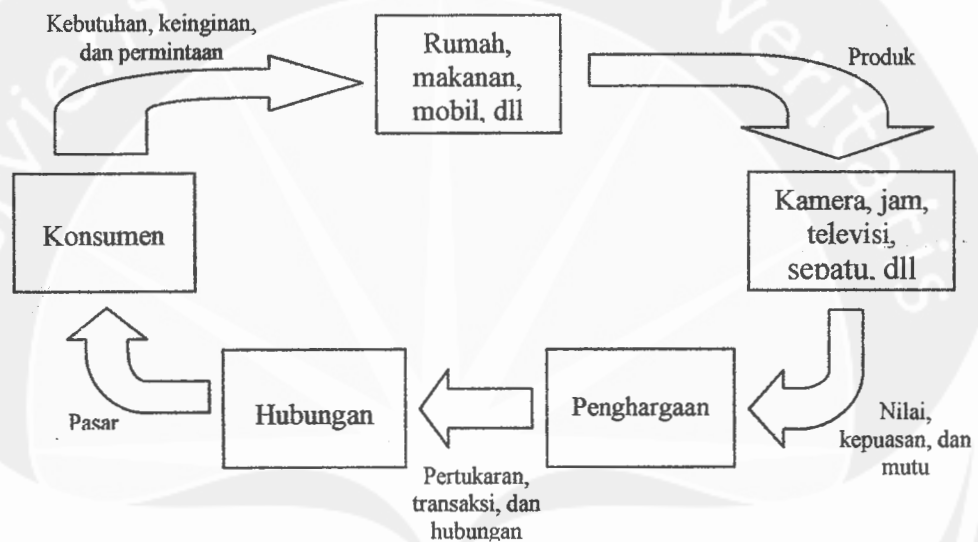 Kebutuhan, keinginan,
dan permintaan
Rumah,
makanan,
mobil, dll
Produk
Konsumen
Kamera, jam,
televisi,
sepatu, dll
Pasar
Hubungan
Penghargaan
Nilai,
kepuasan, dan
mutu
Pertukaran,
transaksi, dan
hubungan
veritatis